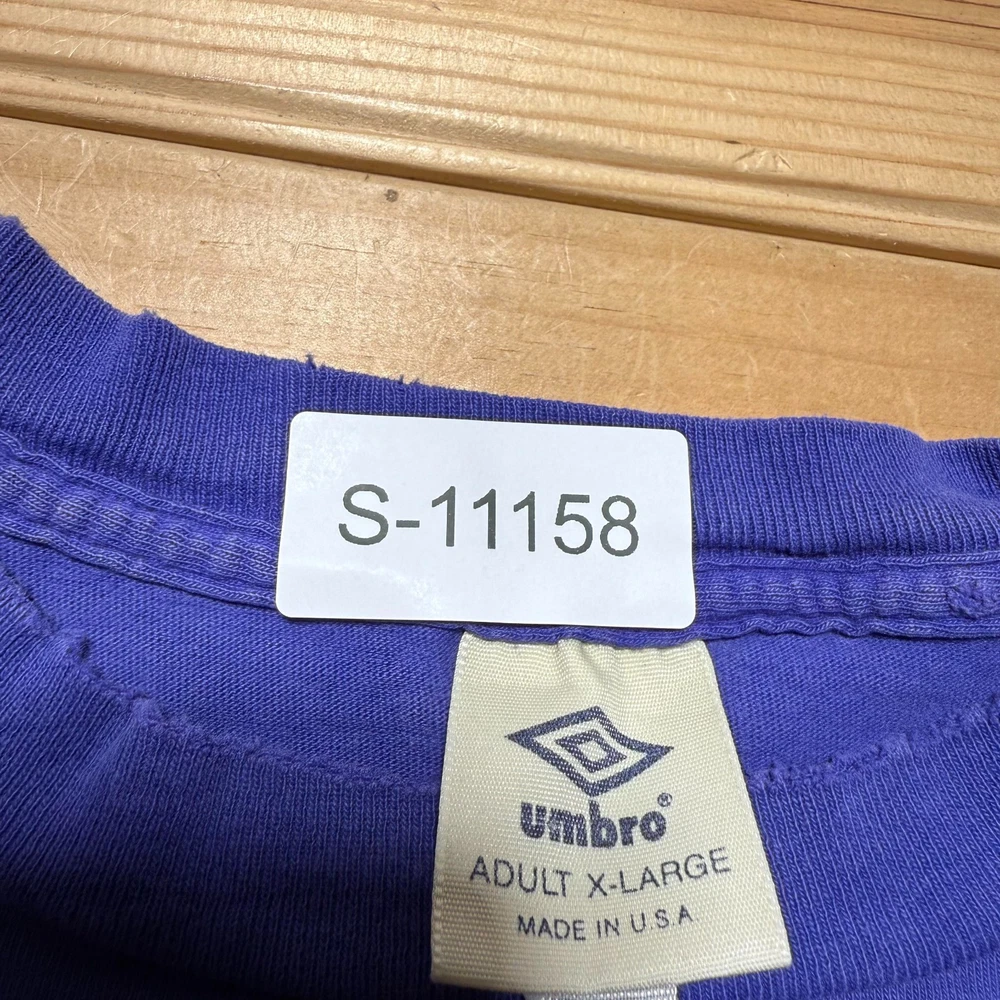 S-11158
umbro®
ADULT X-LARGE
MADE IN U.S.A